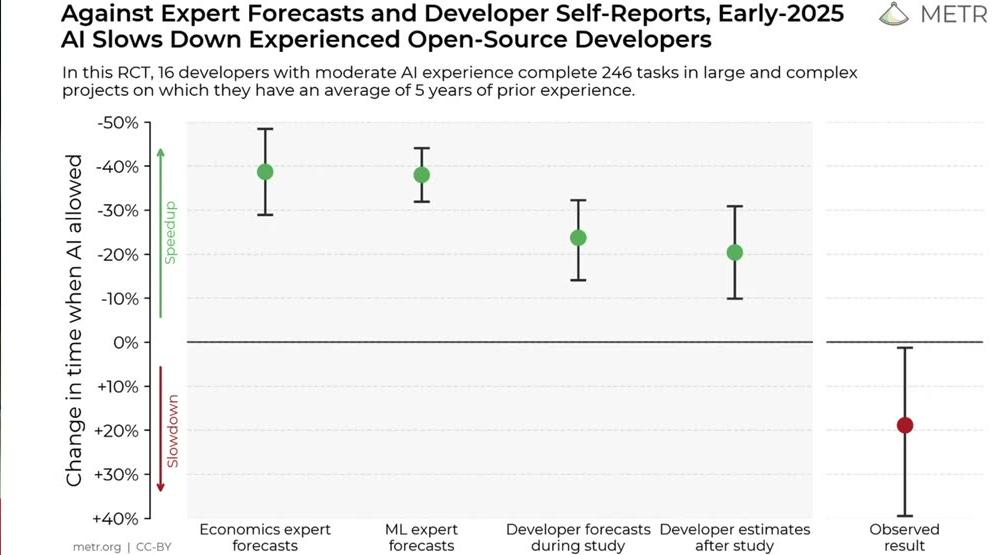 Against Expert Forecasts and Developer Self-Reports, Early-2025
AI Slows Down Experienced Open-Source Developers
METR
In this RCT, 16 developers with moderate AI experience complete 246 tasks in large and complex
projects on which they have an average of 5 years of prior experience.
Change in time when AI allowed
-50%
-40%
-30%
-20%
-10%
0%
+10%
+20%
+30%
+40%
Speedup
Slowdown
Economics expert
forecasts
ML expert
forecasts
Developer forecasts
during study
Developer estimates
after study
Observed
result
metr.org | CC-BY